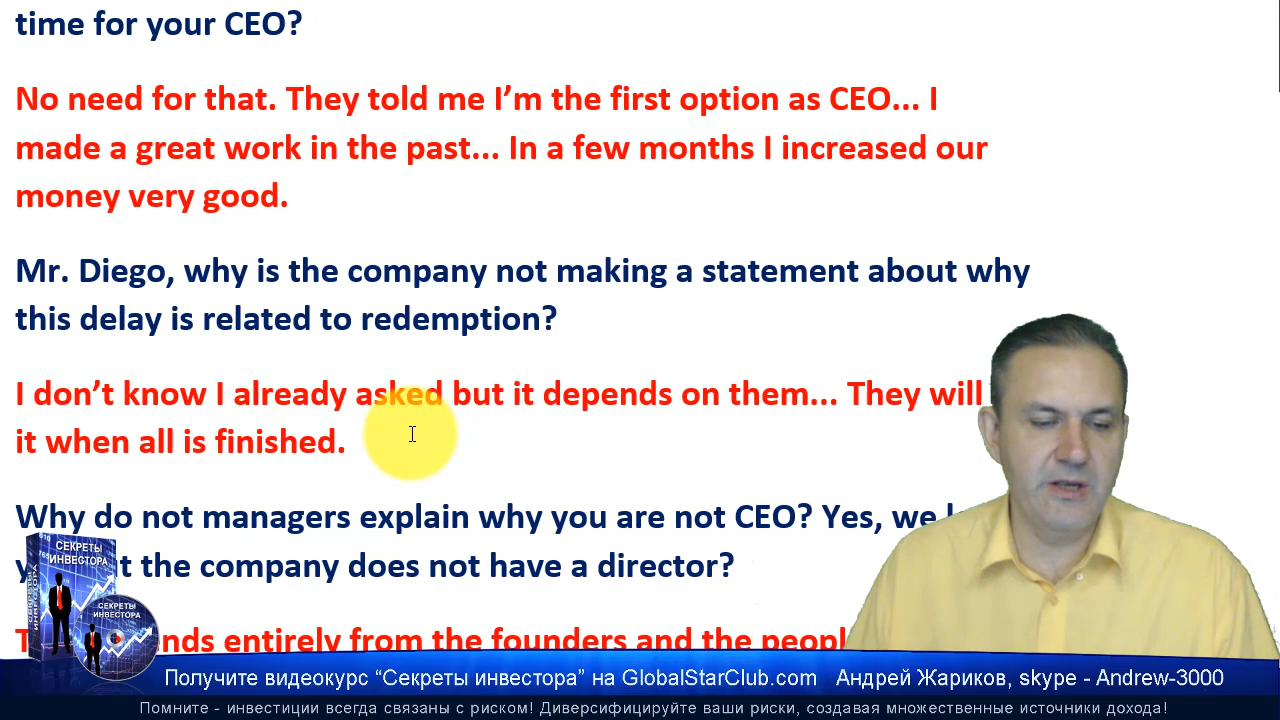 time for your CEO?
No need for that. They told me I’m the first option as CEO... I
made a great work in the past... In a few months I increased our
money very good.
Mr. Diego, why is the company not making a statement about why
this delay is related to redemption?
I don’t know I already asked but it depends on them... They will
it when all is finished.
Why do not managers explain why you are not CEO? Yes, we
the company does not have a director?
entirely from the founders and the
СЕКРЕТЫ
ИНВЕСТОРА
СЕКРЕТЫ
ИНВЕСТОРА
Получите видеокурс “Секреты инвестора” на GlobalStarClub.com Андрей Жариков, skype - Andrew-3000
Помните - инвестиции всегда связаны с риском! Диверсифицируйте ваши риски, создавая множественные источники дохода!